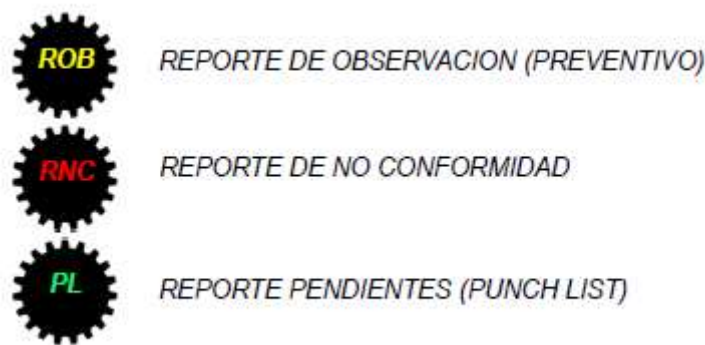 ROB REPORTE DE OBSERVACION (PREVENTIVO)
RNC REPORTE DE NO CONFORMIDAD
PL REPORTE PENDIENTES (PUNCH LIST)